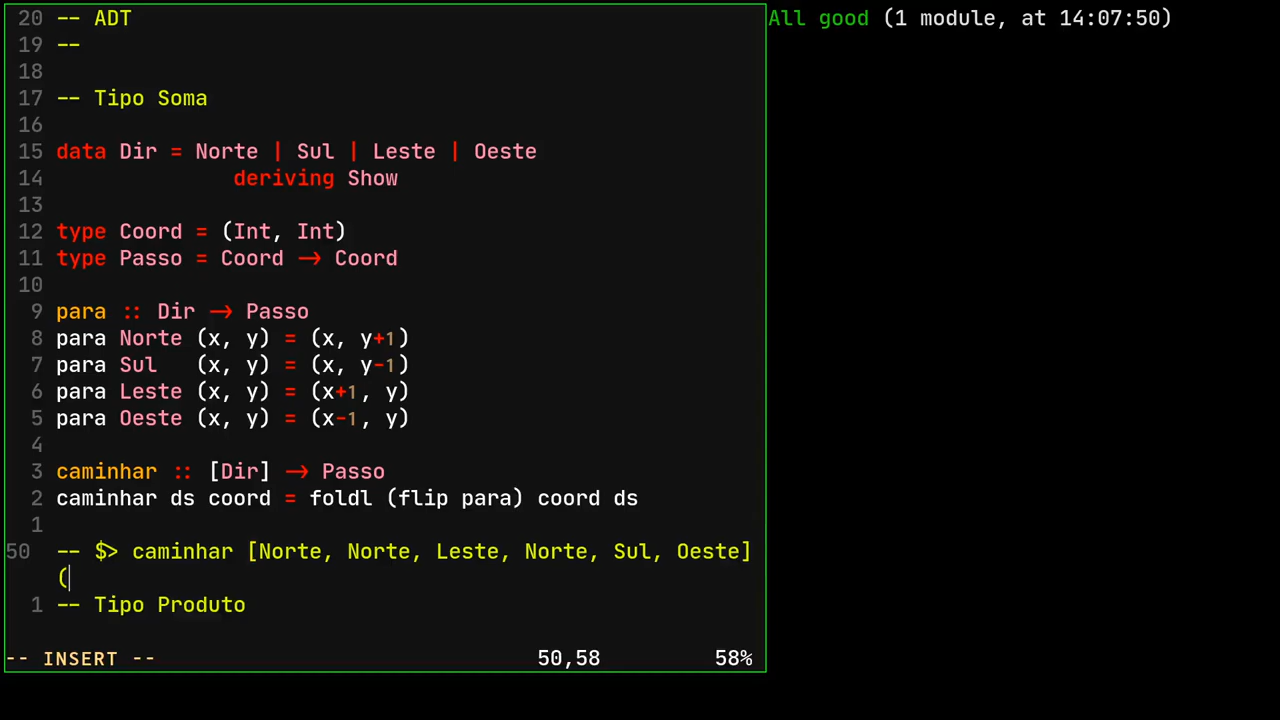 20 -- ADT
19 --
18
17 -- Tipo Soma
16
15 data Dir = Norte | Sul | Leste | Oeste
14 deriving Show
13
12 type Coord = (Int, Int)
11 type Passo = Coord → Coord
10
9 para :: Dir → Passo
8 para Norte (x, y) = (x, y+1)
7 para Sul (x, y) = (x, y-1)
6 para Leste (x, y) = (x+1, y)
5 para Oeste (x, y) = (x-1, y)
4
3 caminhar :: [Dir] → Passo
2 caminhar ds coord = foldl (flip para) coord ds
1
50 -- $> caminhar [Norte, Norte, Leste, Norte, Sul, Oeste]
(
1 -- Tipo Produto
-- INSERT -- 50,58 58%
All good (1 module, at 14:07:50)